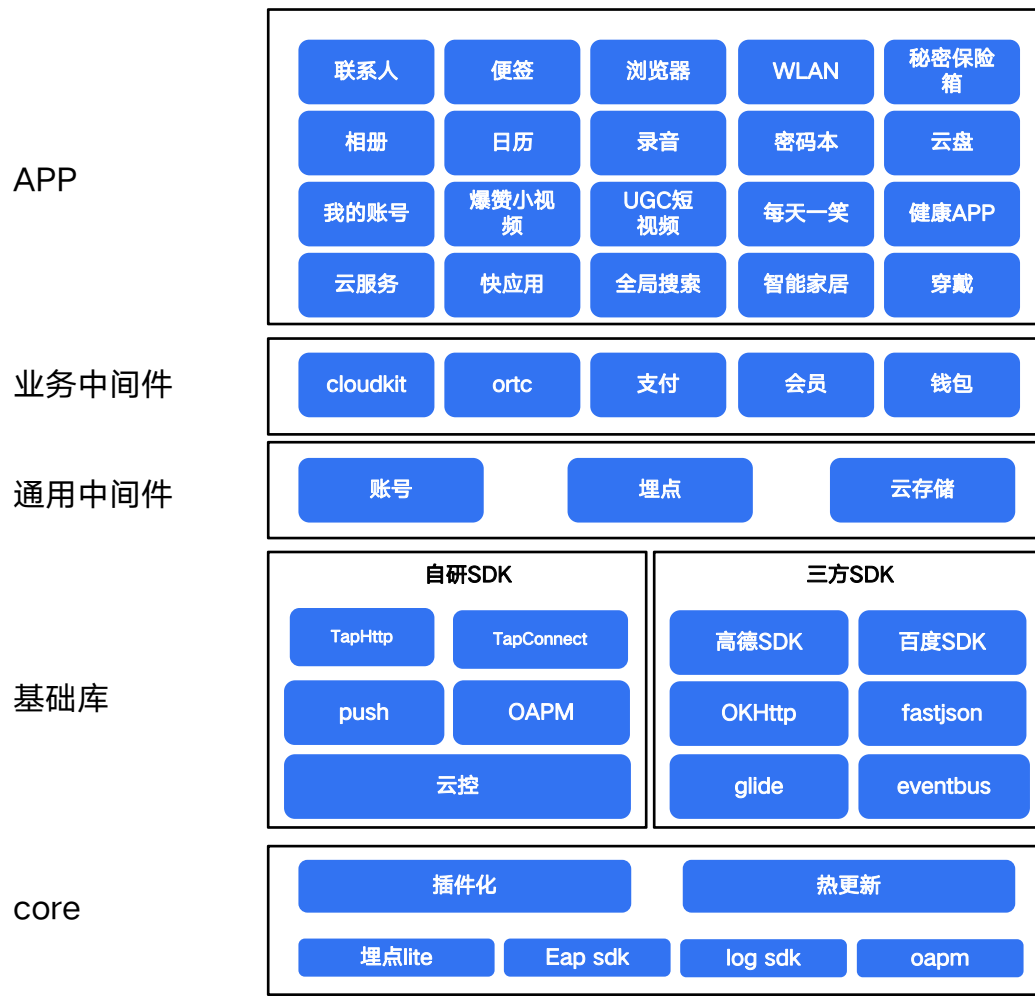 APP
联系人
便签
浏览器
WLAN
秘密保险
箱
相册
日历
录音
密码本
云盘
我的账号
爆赞小视
频
UGC短
视频
每天一笑
健康APP
云服务
快应用
全局搜索
智能家居
穿戴
业务中间件
cloudkit
ortc
支付
会员
钱包
通用中间件
账号
埋点
云存储
基础库
自研SDK
TapHttp
TapConnect
push
OAPM
云控
三方SDK
高德SDK
百度SDK
OKHttp
fastjson
glide
eventbus
core
插件化
热更新
埋点lite
Eap sdk
log sdk
oapm